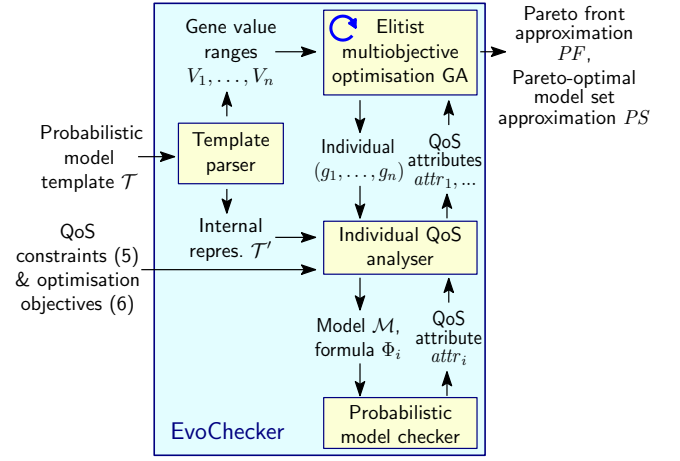 Gene value
ranges
V₁, . . . , Vₙ
Elitist
multiobjective
optimisation GA
Pareto front
approximation
PF,
Pareto-optimal
model set
approximation PS
Probabilistic
model
template 𝒯
Template
parser
Individual
(g₁, . . . , gₙ)
QoS
attributes
attr₁, ...
Internal
repres. 𝒯′
Individual QoS
analyser
QoS
constraints (5)
& optimisation
objectives (6)
Model ℳ,
formula Φᵢ
QoS
attribute
attrᵢ
Probabilistic
model checker
EvoChecker